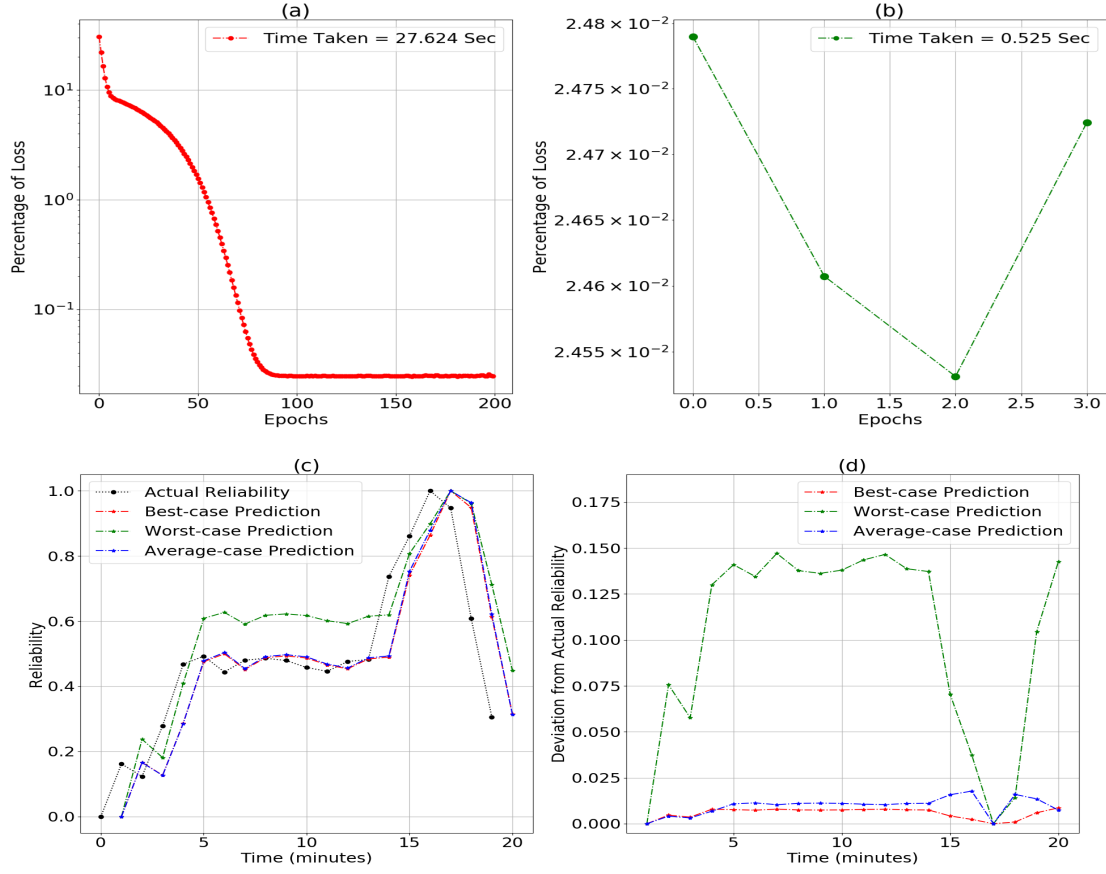 (a)
Time Taken = 27.624 Sec
Percentage of Loss
10¹
10⁰
10⁻¹
0 50 100 150 200
Epochs
(b)
Time Taken = 0.525 Sec
Percentage of Loss
2.48 × 10⁻²
2.475 × 10⁻²
2.47 × 10⁻²
2.465 × 10⁻²
2.46 × 10⁻²
2.455 × 10⁻²
0.0 0.5 1.0 1.5 2.0 2.5 3.0
Epochs
(c)
Actual Reliability
Best-case Prediction
Worst-case Prediction
Average-case Prediction
Reliability
1.0
0.8
0.6
0.4
0.2
0.0
0 5 10 15 20
Time (minutes)
(d)
Best-case Prediction
Worst-case Prediction
Average-case Prediction
Deviation from Actual Reliability
0.175
0.150
0.125
0.100
0.075
0.050
0.025
0.000
5 10 15 20
Time (minutes)